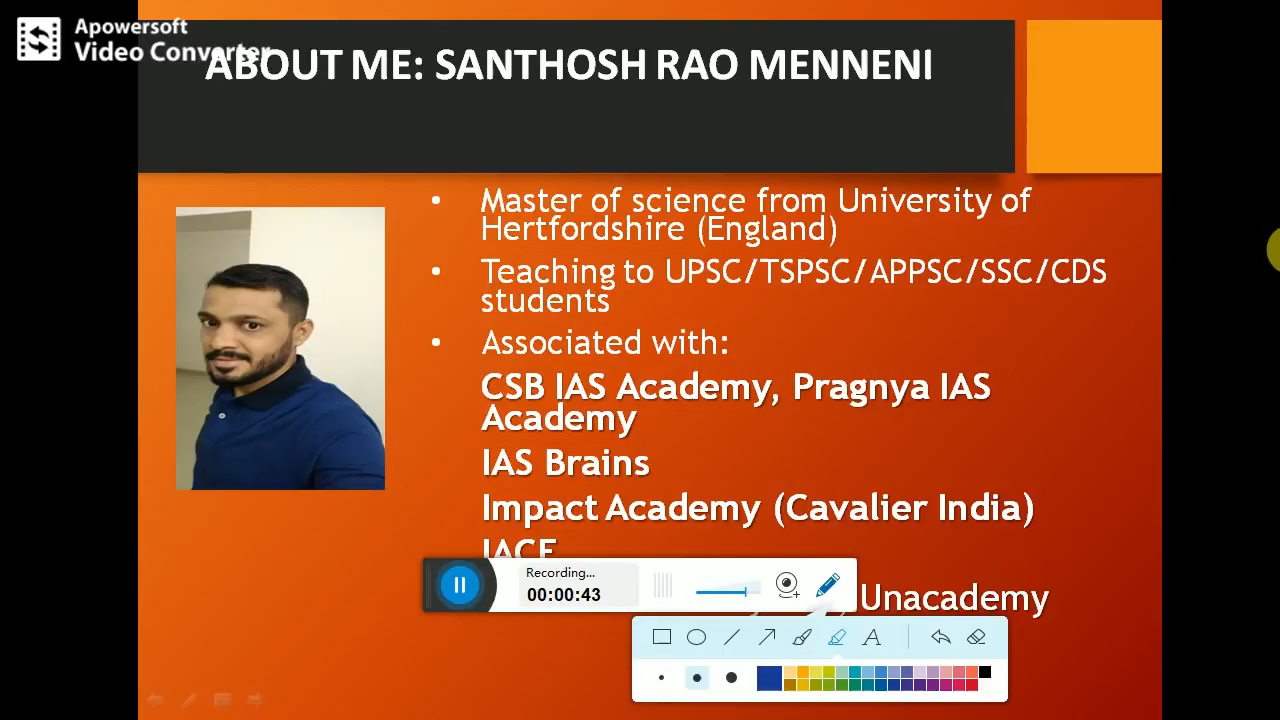 Apowersoft
Video Converter
ABOUT ME: SANTHOSH RAO MENNENI
• Master of science from University of
Hertfordshire (England)
• Teaching to UPSC/TSPSC/APPSC/SSC/CDS
students
• Associated with:
CSB IAS Academy, Pragnya IAS
Academy
IAS Brains
Impact Academy (Cavalier India)
IACE
Unacademy
Recording...
00:00:43
A